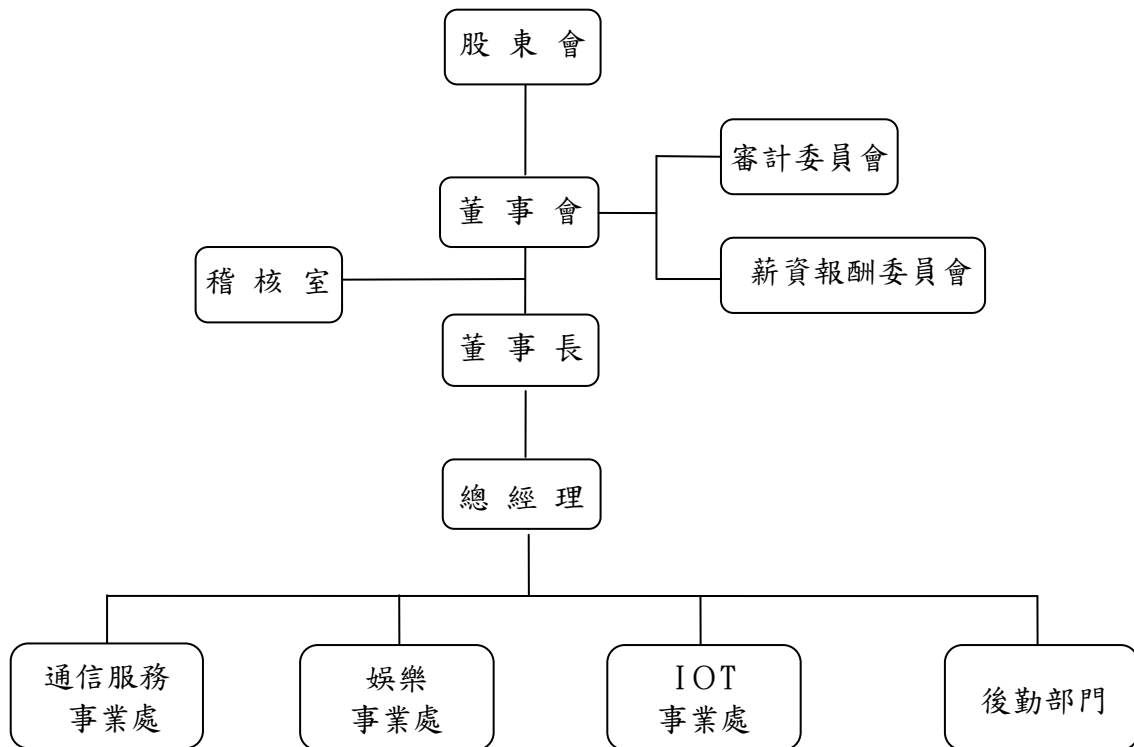 股東會
審計委員會
董事會
稽核室
薪資報酬委員會
董事長
總經理
通信服務
事業處
娛樂
事業處
IOT
事業處
後勤部門